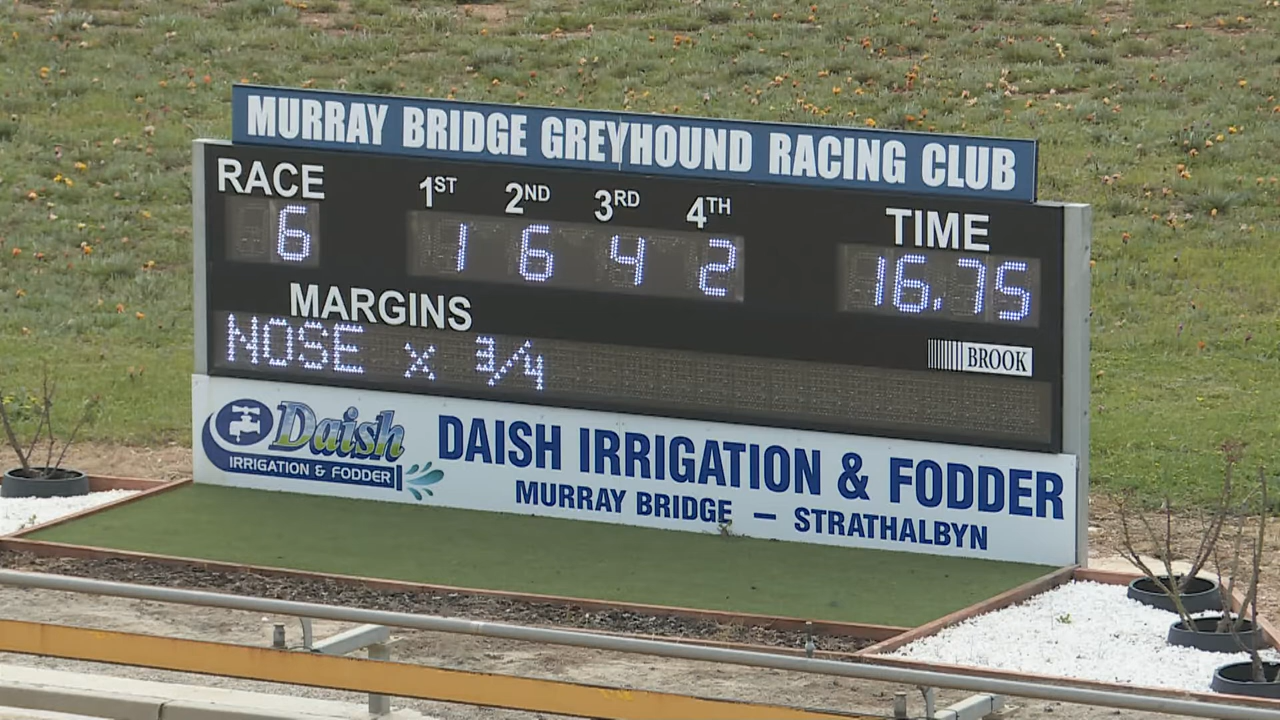 MURRAY BRIDGE GREYHOUND RACING CLUB
RACE 1ST 2ND 3RD 4TH TIME
6 1 6 4 2 16.75
MARGINS
NOSE x 3/4
BROOK
Daish
IRRIGATION & FODDER
DAISH IRRIGATION & FODDER
MURRAY BRIDGE – STRATHALBYN